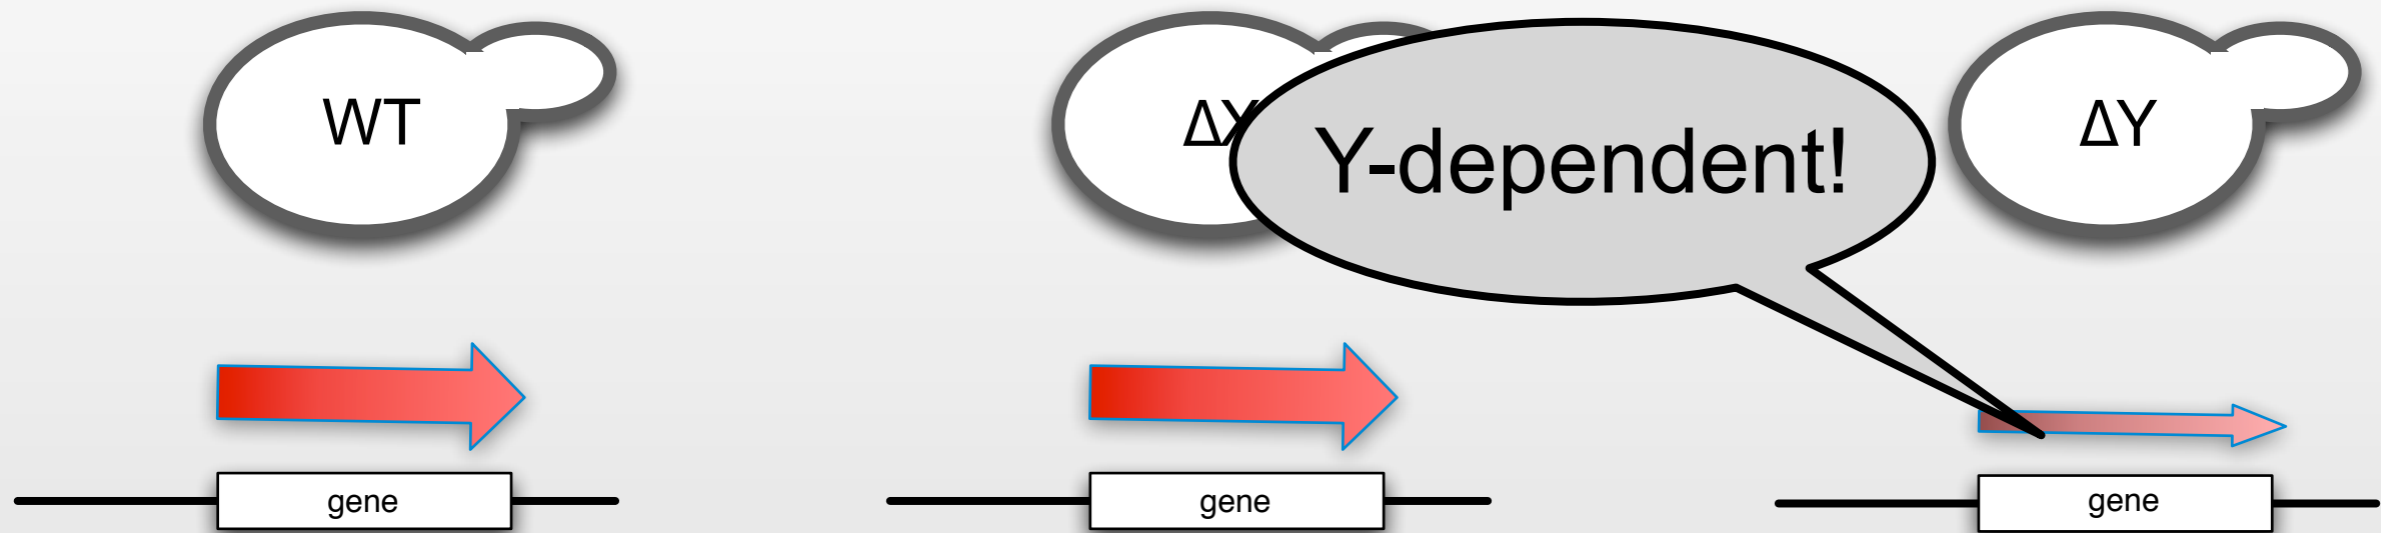 WT
ΔX
Y-dependent!
ΔY
gene
gene
gene